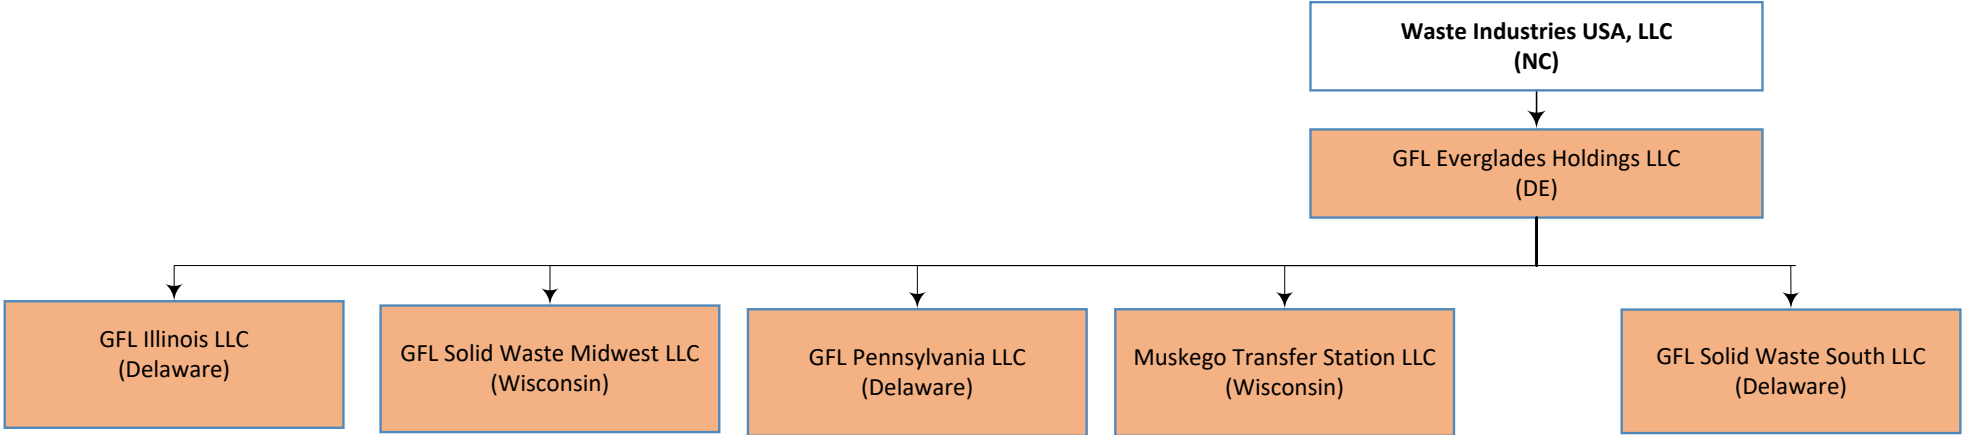 Waste Industries USA, LLC
(NC)
GFL Everglades Holdings LLC
(DE)
GFL Illinois LLC
(Delaware)
GFL Solid Waste Midwest LLC
(Wisconsin)
GFL Pennsylvania LLC
(Delaware)
Muskego Transfer Station LLC
(Wisconsin)
GFL Solid Waste South LLC
(Delaware)